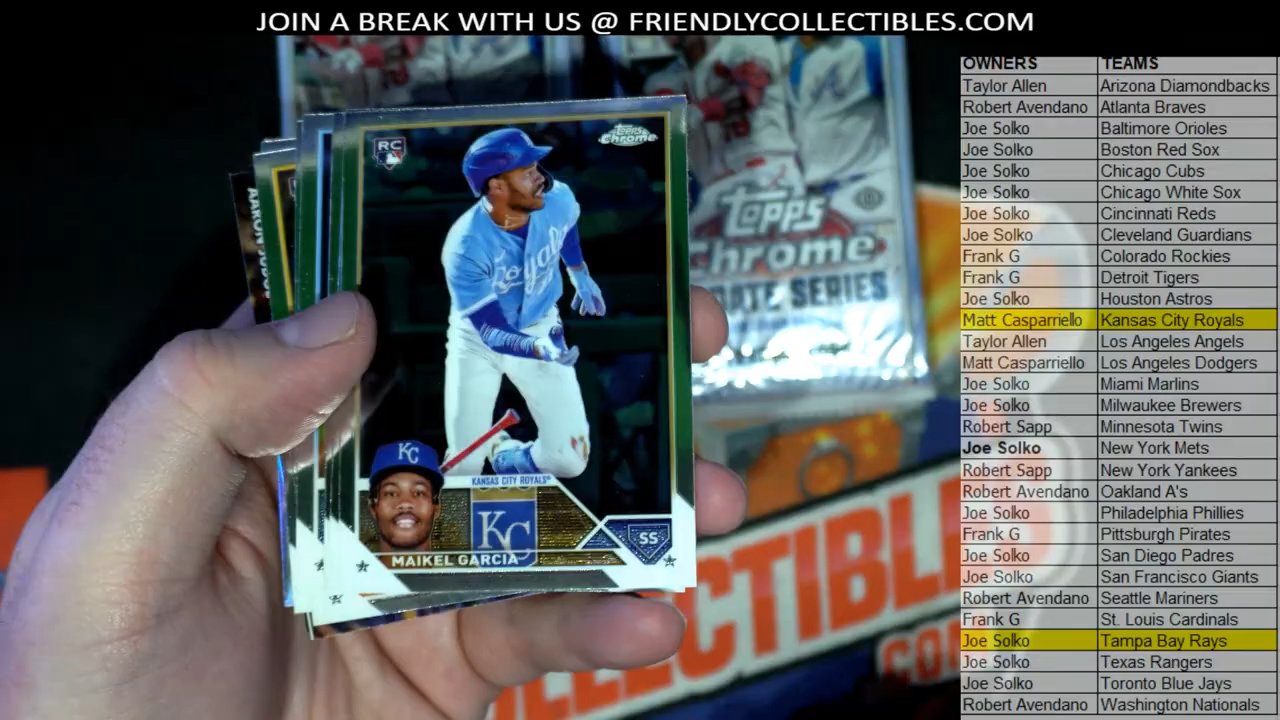 JOIN A BREAK WITH US @ FRIENDLYCOLLECTIBLES.COM
RC
Topps
Chrome
Royals
KC
KANSAS CITY ROYALS®
KC
SS
MAIKEL GARCIA
AARON JUDGE
Topps
Chrome
SERIES
COLLECTIBLES
OWNERS TEAMS
Taylor Allen Arizona Diamondbacks
Robert Avendano Atlanta Braves
Joe Solko Baltimore Orioles
Joe Solko Boston Red Sox
Joe Solko Chicago Cubs
Joe Solko Chicago White Sox
Joe Solko Cincinnati Reds
Joe Solko Cleveland Guardians
Frank G Colorado Rockies
Frank G Detroit Tigers
Joe Solko Houston Astros
Matt Casparriello Kansas City Royals
Taylor Allen Los Angeles Angels
Matt Casparriello Los Angeles Dodgers
Joe Solko Miami Marlins
Joe Solko Milwaukee Brewers
Robert Sapp Minnesota Twins
Joe Solko New York Mets
Robert Sapp New York Yankees
Robert Avendano Oakland A's
Joe Solko Philadelphia Phillies
Frank G Pittsburgh Pirates
Joe Solko San Diego Padres
Joe Solko San Francisco Giants
Robert Avendano Seattle Mariners
Frank G St. Louis Cardinals
Joe Solko Tampa Bay Rays
Joe Solko Texas Rangers
Joe Solko Toronto Blue Jays
Robert Avendano Washington Nationals